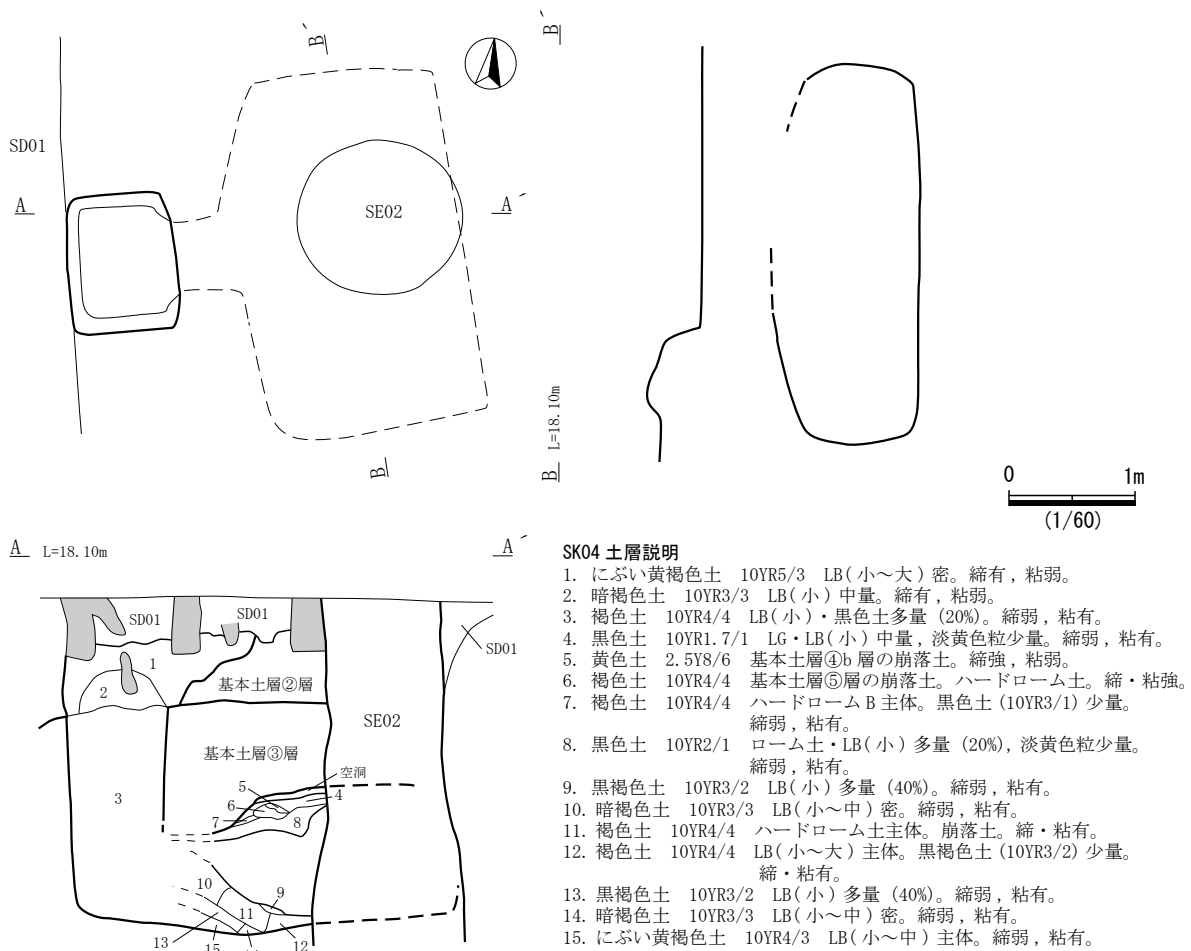 B´
B´
SD01
SE02
A
A´
L=18.10m
B
B
0 1m
(1/60)
A L=18.10m
A´
SD01
SD01
SD01
1
2
基本土層②層
基本土層③層
SE02
空洞
3
5
4
6
7
8
10
9
11
13
15
12
SK04 土層説明
1. にぶい黄褐色土 10YR5/3 LB(小～大)密。締有,粘弱。
2. 暗褐色土 10YR3/3 LB(小)中量。締有,粘弱。
3. 褐色土 10YR4/4 LB(小)・黒色土多量(20%)。締弱,粘有。
4. 黒色土 10YR1.7/1 LG・LB(小)中量,淡黄色粒少量。締弱,粘有。
5. 黄色土 2.5Y8/6 基本土層④b層の崩落土。締強,粘弱。
6. 褐色土 10YR4/4 基本土層⑤層の崩落土。ハードローム土。締・粘強。
7. 褐色土 10YR4/4 ハードロームB主体。黒色土(10YR3/1)少量。
締弱,粘有。
8. 黒色土 10YR2/1 ローム土・LB(小)多量(20%),淡黄色粒少量。
締弱,粘有。
9. 黒褐色土 10YR3/2 LB(小)多量(40%)。締弱,粘有。
10. 暗褐色土 10YR3/3 LB(小～中)密。締弱,粘有。
11. 褐色土 10YR4/4 ハードローム土主体。崩落土。締・粘有。
12. 褐色土 10YR4/4 LB(小～大)主体。黒褐色土(10YR3/2)少量。
締・粘有。
13. 黒褐色土 10YR3/2 LB(小)多量(40%)。締弱,粘有。
14. 暗褐色土 10YR3/3 LB(小～中)密。締弱,粘有。
15. にぶい黄褐色土 10YR4/3 LB(小～中)主体。締弱,粘有。